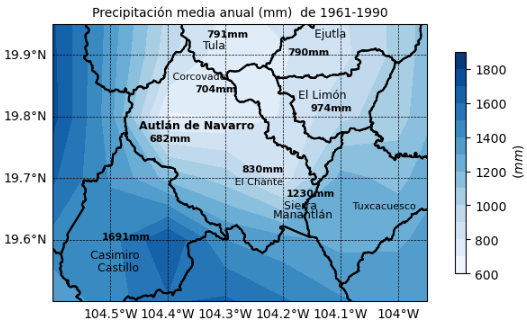 Precipitación media anual (mm) de 1961-1990
791mm
Ejutla
Tula
790mm
19.9°N
Corcovado
704mm
El Limón
974mm
19.8°N
Autlán de Navarro
682mm
830mm
19.7°N
El Chante
1230mm
Sierra
Manantlán
Tuxcacuesco
1691mm
19.6°N
Casimiro
Castillo
104.5°W 104.4°W 104.3°W 104.2°W 104.1°W 104°W
1800
1600
1400
1200
1000
800
600
(mm)